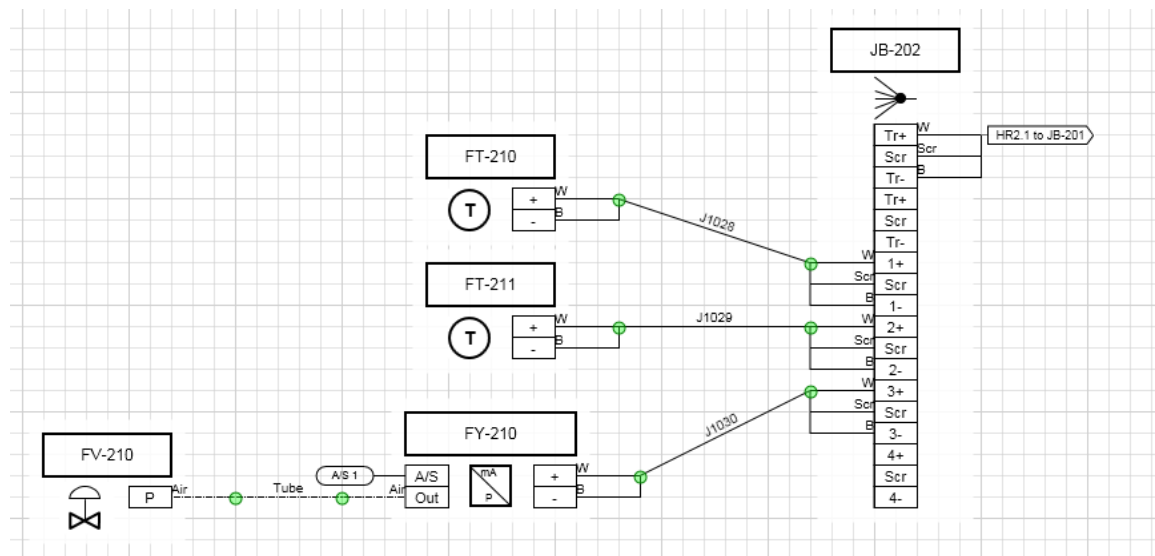 JB-202
W
Tr+
HR2.1 to JB-201
Scr
Scr
B
Tr-
Tr+
Scr
Tr-
FT-210
T
+
W
-
B
J1028
W
1+
Scr
Scr
B
1-
FT-211
T
+
W
-
B
J1029
W
2+
Scr
Scr
B
2-
W
3+
Scr
Scr
B
3-
4+
Scr
4-
FY-210
J1030
A/S 1
A/S
mA
P
+
W
-
B
Out
Air
FV-210
P
Air
Tube